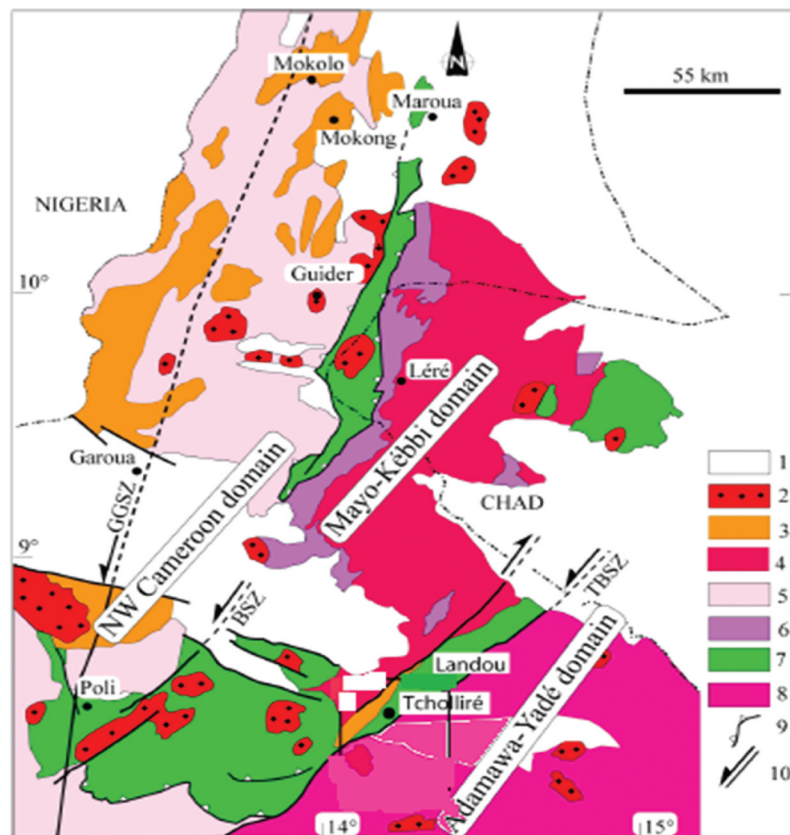 Mokolo
N
55 km
Maroua
Mokong
NIGERIA
10°
Guider
Léré
Mayo-Kébbi domain
Garoua
GGSZ
NW Cameroon domain
CHAD
9°
BSZ
TBSZ
Landou
Poli
Tcholliré
Adamawa-Yadé domain
14°
15°
1
2
3
4
5
6
7
8
9
10